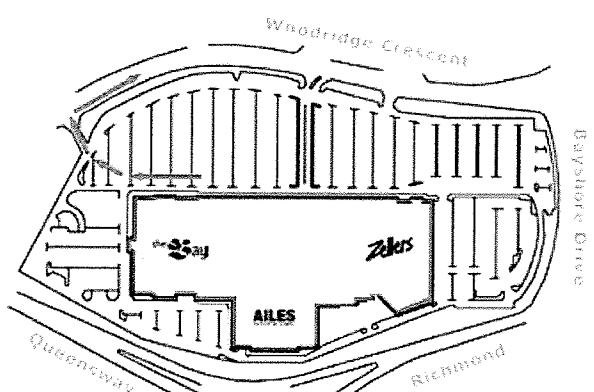 Woodridge Crescent
Bayshore Drive
the Bay
Zellers
AILES
Queensway
Richmond